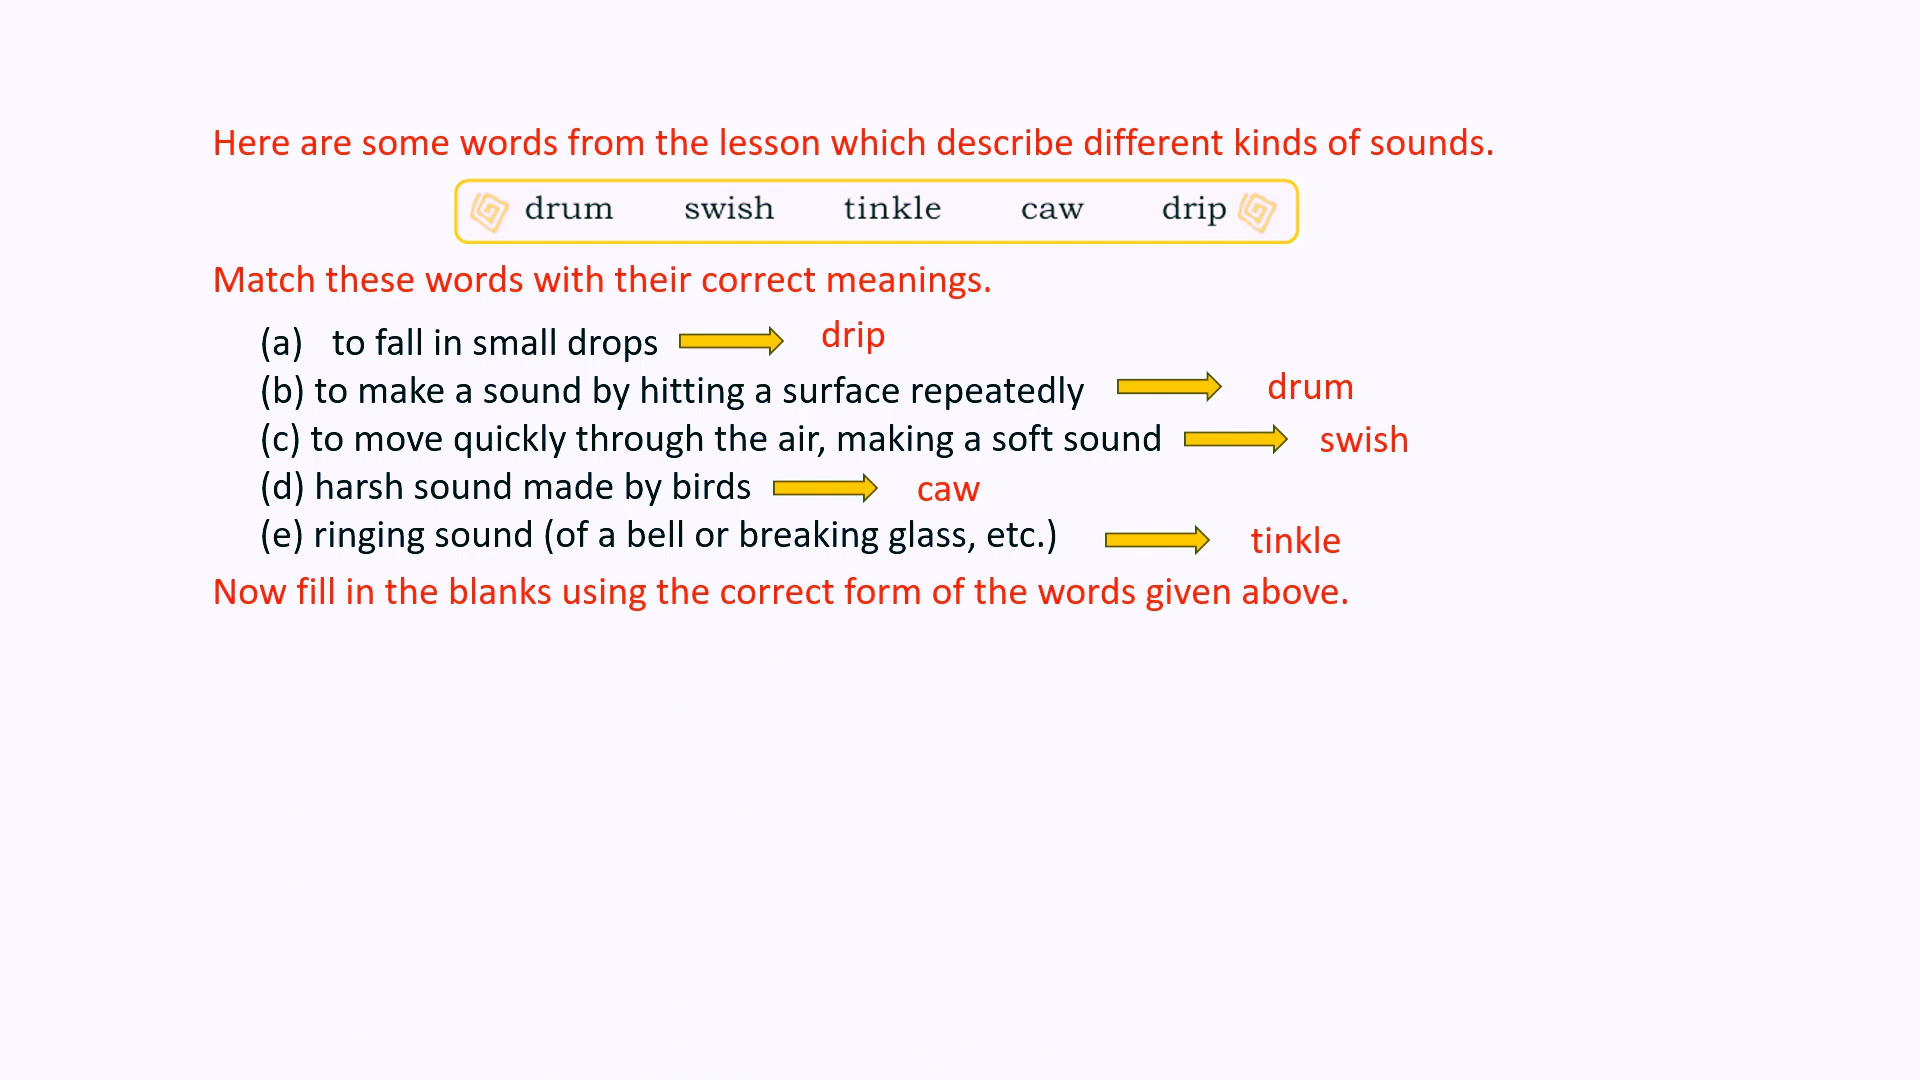 Here are some words from the lesson which describe different kinds of sounds.
drum swish tinkle caw drip
Match these words with their correct meanings.
(a) to fall in small drops drip
(b) to make a sound by hitting a surface repeatedly drum
(c) to move quickly through the air, making a soft sound swish
(d) harsh sound made by birds caw
(e) ringing sound (of a bell or breaking glass, etc.) tinkle
Now fill in the blanks using the correct form of the words given above.